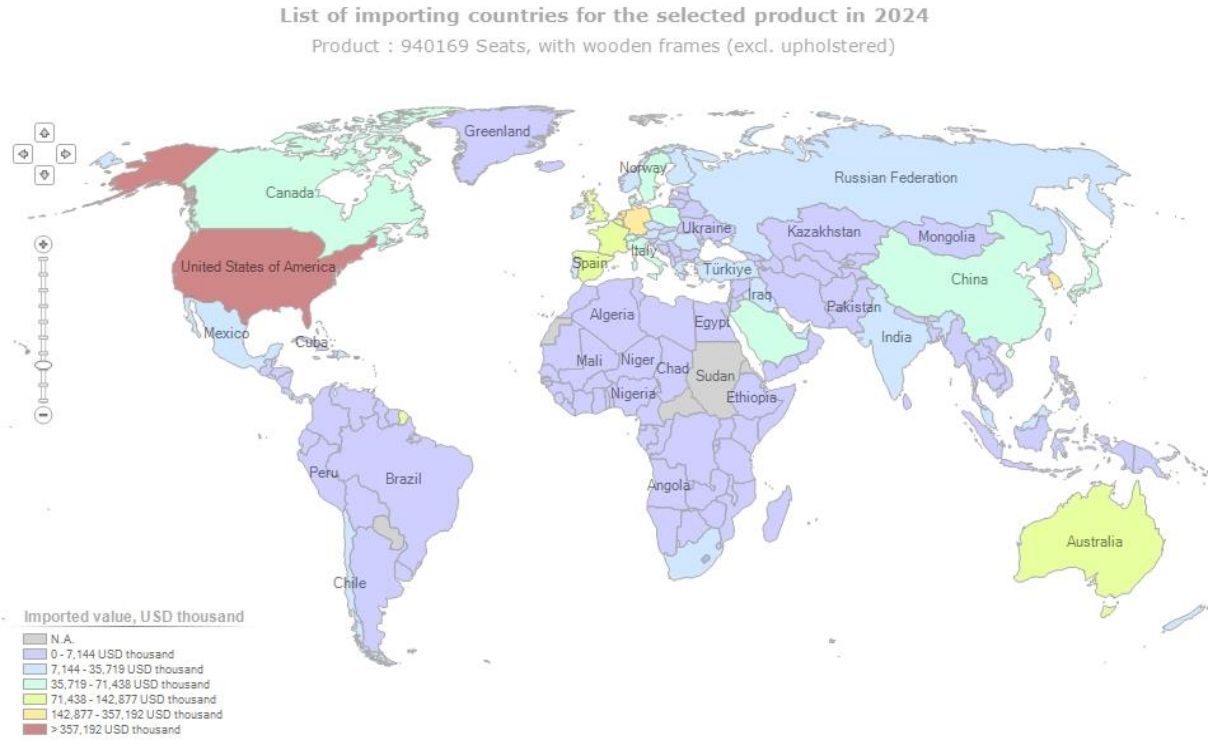 List of importing countries for the selected product in 2024
Product : 940169 Seats, with wooden frames (excl. upholstered)
Greenland
Norway
Canada
Russian Federation
Ukraine
Kazakhstan
Mongolia
Italy
Spain
United States of America
Türkiye
China
Iraq
Pakistan
Algeria
Egypt
Mexico
Cuba
India
Mali
Niger
Chad
Sudan
Nigeria
Ethiopia
Peru
Brazil
Angola
Australia
Chile
Imported value, USD thousand
N.A.
0 - 7,144 USD thousand
7,144 - 35,719 USD thousand
35,719 - 71,438 USD thousand
71,438 - 142,877 USD thousand
142,877 - 357,192 USD thousand
> 357,192 USD thousand